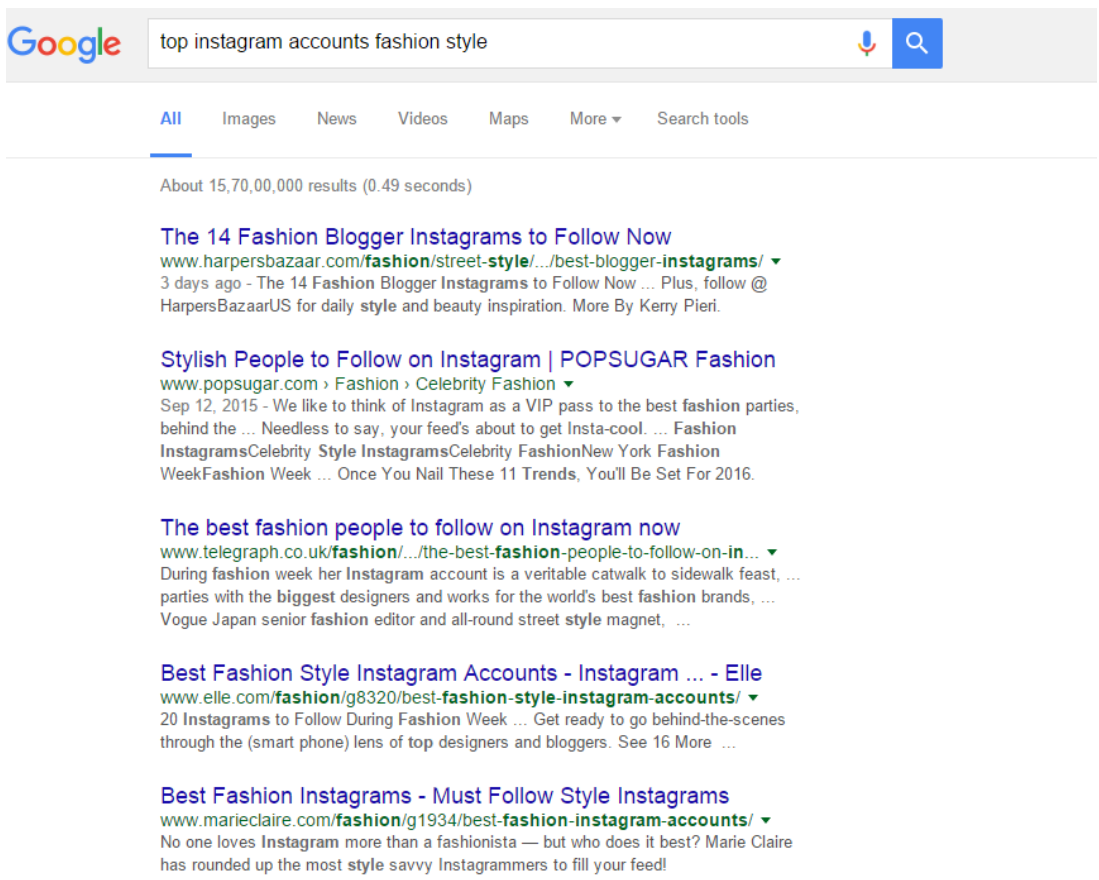 Google
top instagram accounts fashion style
All Images News Videos Maps More Search tools
About 15,70,00,000 results (0.49 seconds)
The 14 Fashion Blogger Instagrams to Follow Now
www.harpersbazaar.com/fashion/street-style/.../best-blogger-instagrams/
3 days ago - The 14 Fashion Blogger Instagrams to Follow Now ... Plus, follow @
HarpersBazaarUS for daily style and beauty inspiration. More By Kerry Pieri.
Stylish People to Follow on Instagram | POPSUGAR Fashion
www.popsugar.com › Fashion › Celebrity Fashion
Sep 12, 2015 - We like to think of Instagram as a VIP pass to the best fashion parties,
behind the ... Needless to say, your feed's about to get Insta-cool. ... Fashion
InstagramsCelebrity Style InstagramsCelebrity FashionNew York Fashion
WeekFashion Week ... Once You Nail These 11 Trends, You'll Be Set For 2016.
The best fashion people to follow on Instagram now
www.telegraph.co.uk/fashion/.../the-best-fashion-people-to-follow-on-in...
During fashion week her Instagram account is a veritable catwalk to sidewalk feast, ...
parties with the biggest designers and works for the world's best fashion brands, ...
Vogue Japan senior fashion editor and all-round street style magnet, ...
Best Fashion Style Instagram Accounts - Instagram ... - Elle
www.elle.com/fashion/g8320/best-fashion-style-instagram-accounts/
20 Instagrams to Follow During Fashion Week ... Get ready to go behind-the-scenes
through the (smart phone) lens of top designers and bloggers. See 16 More ...
Best Fashion Instagrams - Must Follow Style Instagrams
www.marieclaire.com/fashion/g1934/best-fashion-instagram-accounts/
No one loves Instagram more than a fashionista — but who does it best? Marie Claire
has rounded up the most style savvy Instagrammers to fill your feed!